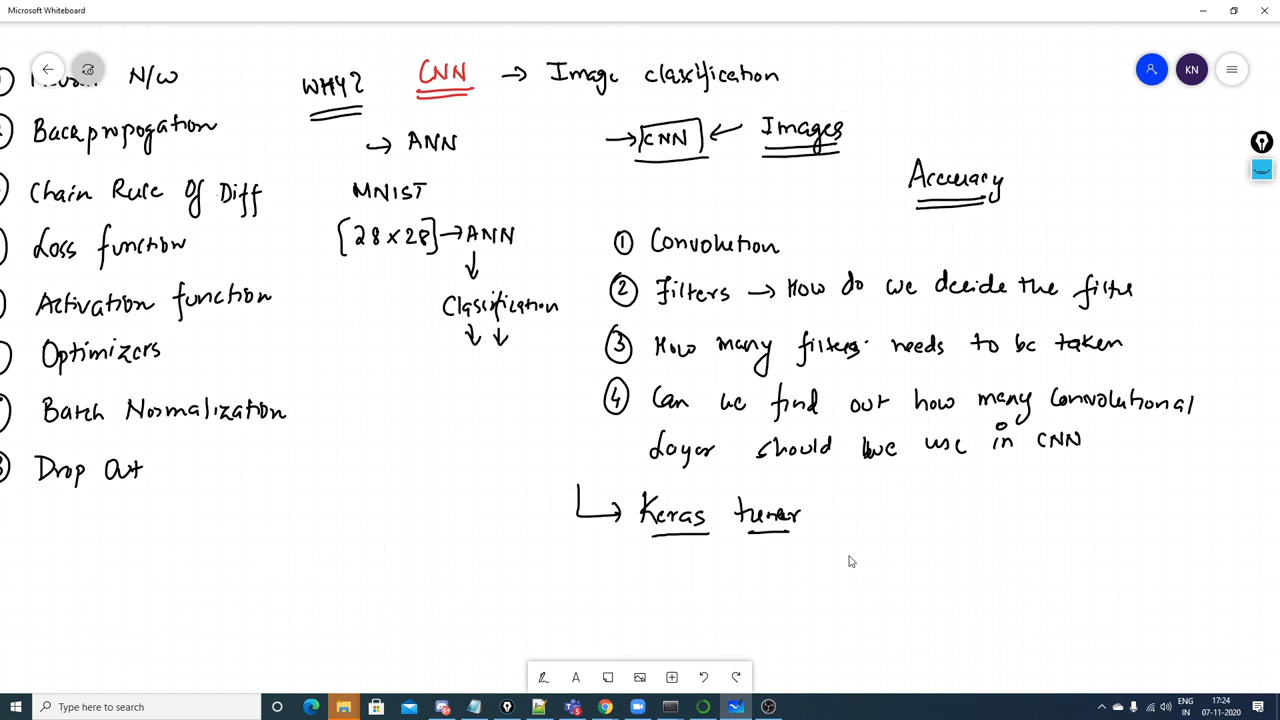 Microsoft Whiteboard
N/W
Backpropogation
Chain Rule Of Diff
Loss function
Activation function
Optimizers
Batch Normalization
Drop Out
WHY? CNN → Image classification
→ ANN
MNIST
[28×28] → ANN
Classification
→ CNN ← Images
Accuracy
① Convolution
② Filters → How do we decide the filte
③ How many filters needs to be taken
④ Can we find out how many Convolutional
Layer should we use in CNN
Keras tuner
KN
A
Type here to search
ENG
IN
17:24
07-11-2020